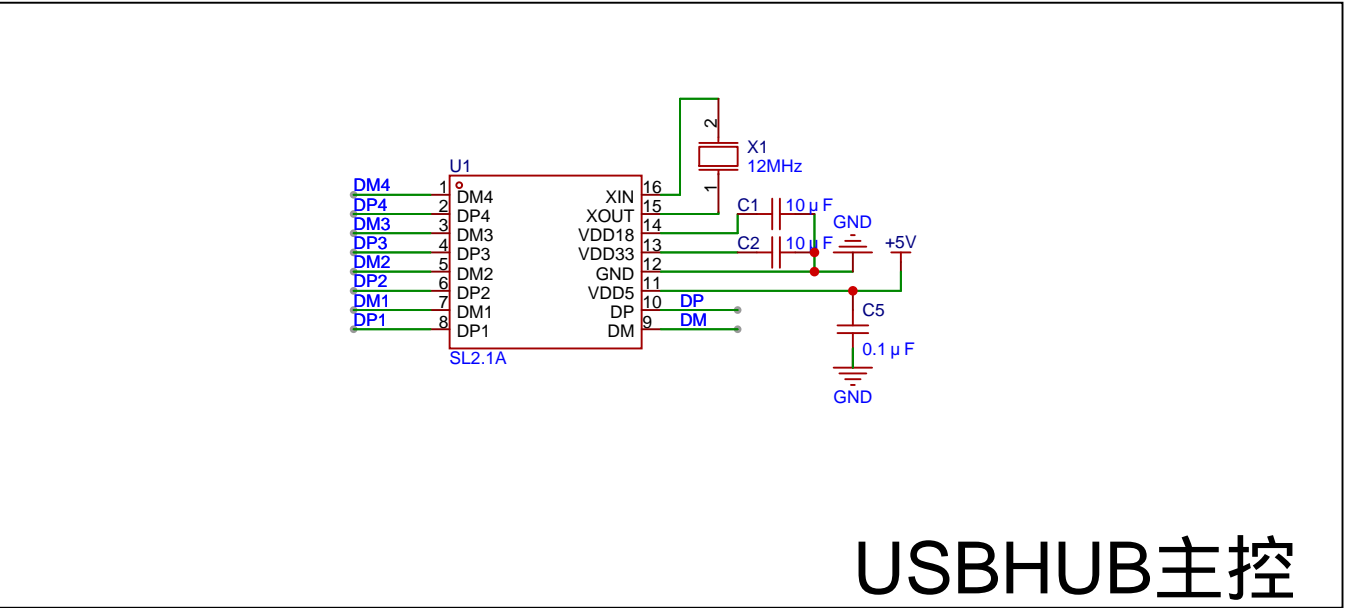 2
X1
12MHz
1
U1
DM4 1 DM4 XIN 16
DP4 2 DP4 XOUT 15
DM3 3 DM3 VDD18 14
DP3 4 DP3 VDD33 13
DM2 5 DM2 GND 12
DP2 6 DP2 VDD5 11
DM1 7 DM1 DP 10 DP
DP1 8 DP1 DM 9 DM
SL2.1A
C1 10μF
C2 10μF
GND
+5V
C5
0.1μF
GND
USBHUB主控